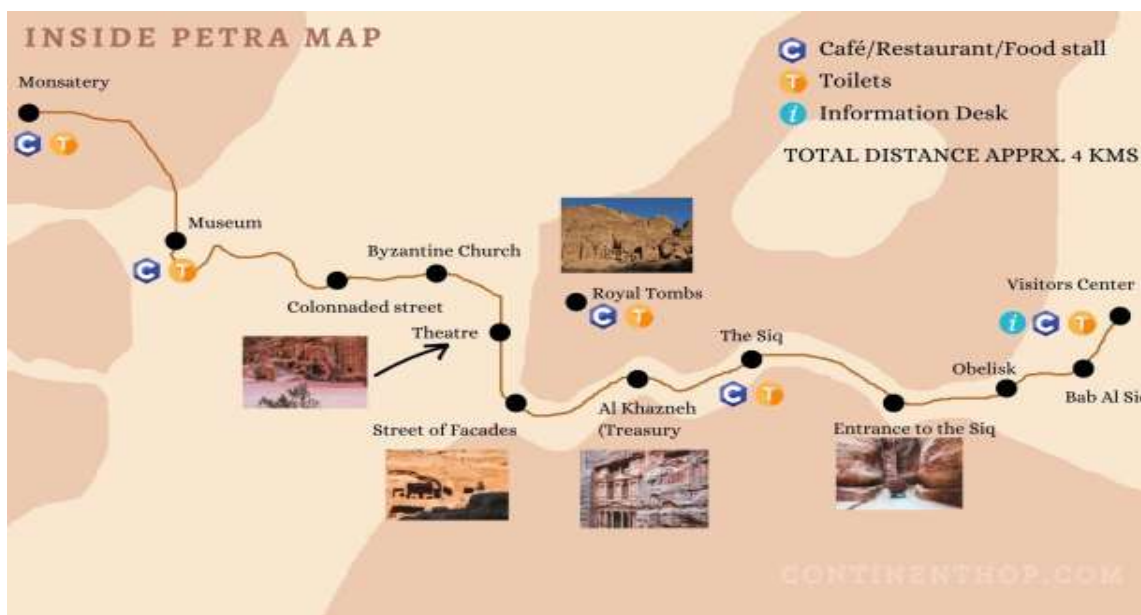 INSIDE PETRA MAP
C Café/Restaurant/Food stall
T Toilets
i Information Desk
TOTAL DISTANCE APPRX. 4 KMS
Monsatery
C T
Museum
C T
Byzantine Church
Colonnaded street
Theatre
Royal Tombs
C T
Visitors Center
i C T
The Siq
C T
Obelisk
Bab Al Siq
Street of Facades
Al Khazneh
(Treasury
Entrance to the Siq
CONTINENTHOP.COM